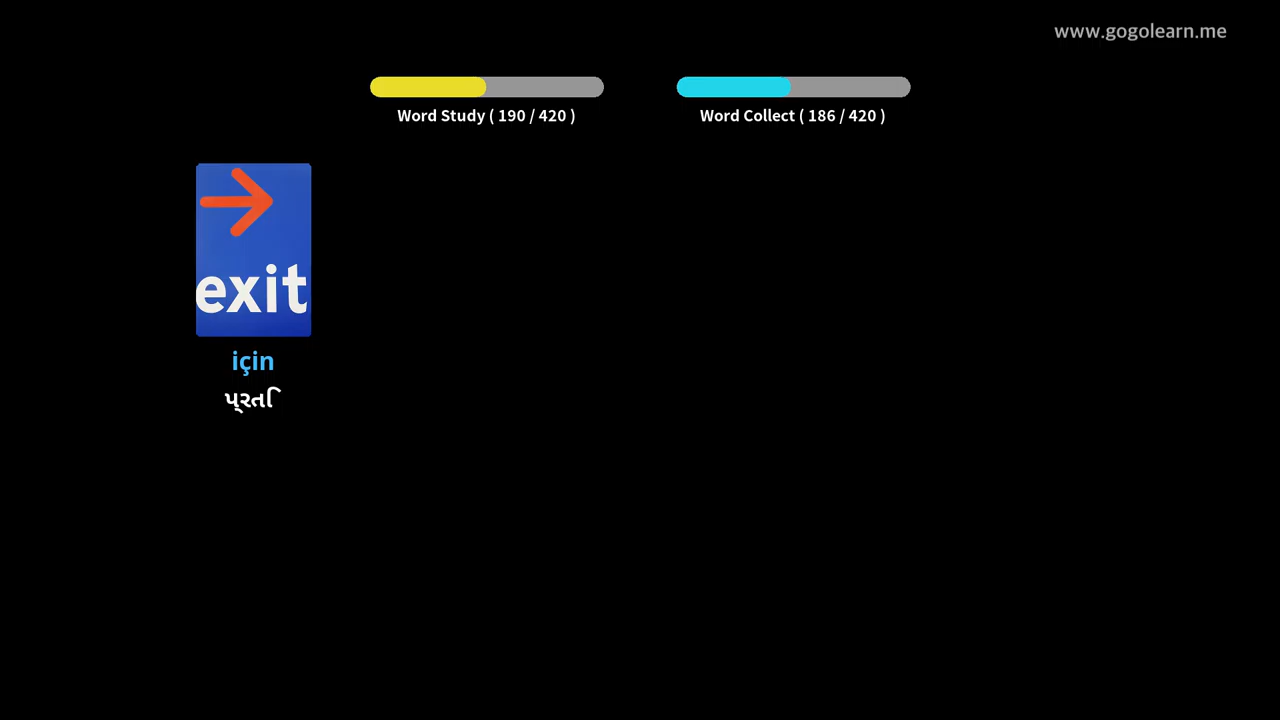 www.gogolearn.me
Word Study ( 190 / 420 )
Word Collect ( 186 / 420 )
exit
için
પ્રતિ